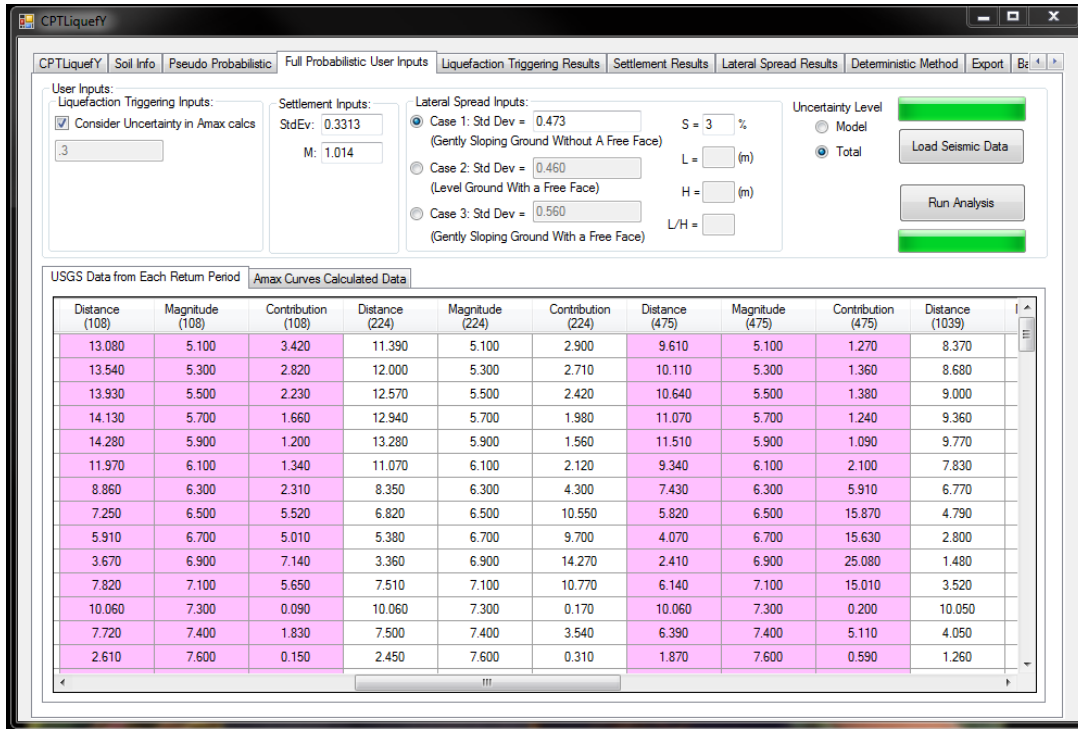 CPTLiquefY
CPTLiquefY Soil Info Pseudo Probabilistic Full Probabilistic User Inputs Liquefaction Triggering Results Settlement Results Lateral Spread Results Deterministic Method Export
User Inputs:
Liquefaction Triggering Inputs:
Consider Uncertainty in Amax calcs
.3
Settlement Inputs:
StdEv: 0.3313
M: 1.014
Lateral Spread Inputs:
Case 1: Std Dev = 0.473
(Gently Sloping Ground Without A Free Face)
Case 2: Std Dev = 0.460
(Level Ground With a Free Face)
Case 3: Std Dev = 0.560
(Gently Sloping Ground With a Free Face)
S = 3 %
L = (m)
H = (m)
L/H =
Uncertainty Level
Model
Total
Load Seismic Data
Run Analysis
USGS Data from Each Return Period Amax Curves Calculated Data
Distance (108) Magnitude (108) Contribution (108) Distance (224) Magnitude (224) Contribution (224) Distance (475) Magnitude (475) Contribution (475) Distance (1039)
13.080 5.100 3.420 11.390 5.100 2.900 9.610 5.100 1.270 8.370
13.540 5.300 2.820 12.000 5.300 2.710 10.110 5.300 1.360 8.680
13.930 5.500 2.230 12.570 5.500 2.420 10.640 5.500 1.380 9.000
14.130 5.700 1.660 12.940 5.700 1.980 11.070 5.700 1.240 9.360
14.280 5.900 1.200 13.280 5.900 1.560 11.510 5.900 1.090 9.770
11.970 6.100 1.340 11.070 6.100 2.120 9.340 6.100 2.100 7.830
8.860 6.300 2.310 8.350 6.300 4.300 7.430 6.300 5.910 6.770
7.250 6.500 5.520 6.820 6.500 10.550 5.820 6.500 15.870 4.790
5.910 6.700 5.010 5.380 6.700 9.700 4.070 6.700 15.630 2.800
3.670 6.900 7.140 3.360 6.900 14.270 2.410 6.900 25.080 1.480
7.820 7.100 5.650 7.510 7.100 10.770 6.140 7.100 15.010 3.520
10.060 7.300 0.090 10.060 7.300 0.170 10.060 7.300 0.200 10.050
7.720 7.400 1.830 7.500 7.400 3.540 6.390 7.400 5.110 4.050
2.610 7.600 0.150 2.450 7.600 0.310 1.870 7.600 0.590 1.260